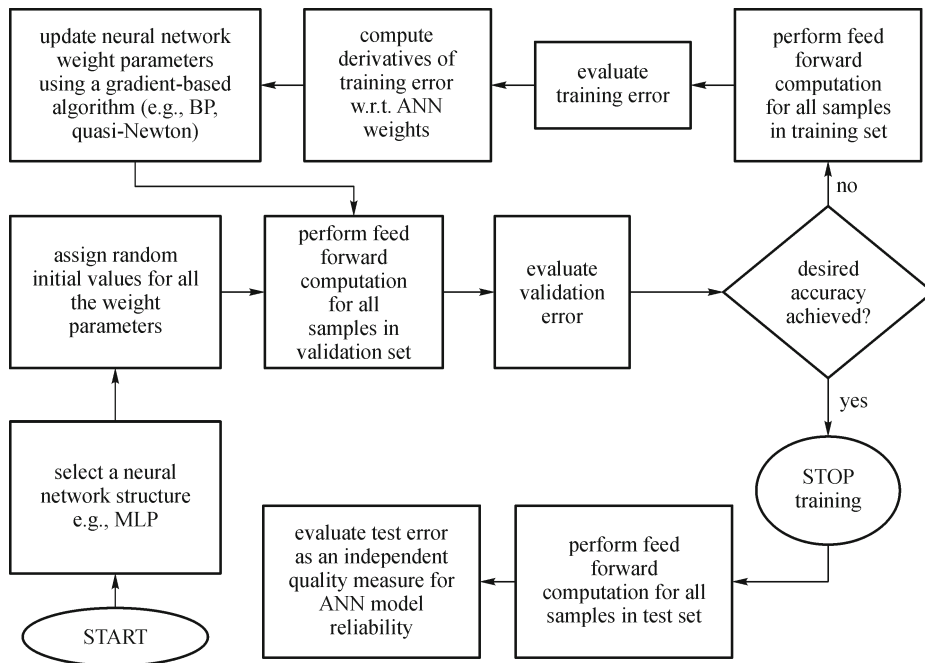 update neural network
weight parameters
using a gradient-based
algorithm (e.g., BP,
quasi-Newton)
compute
derivatives of
training error
w.r.t. ANN
weights
evaluate
training error
perform feed
forward
computation
for all samples
in training set
no
assign random
initial values for all
the weight
parameters
perform feed
forward
computation
for all
samples in
validation set
evaluate
validation
error
desired
accuracy
achieved?
yes
select a neural
network structure
e.g., MLP
STOP
training
evaluate test error
as an independent
quality measure for
ANN model
reliability
perform feed
forward
computation for all
samples in test set
START